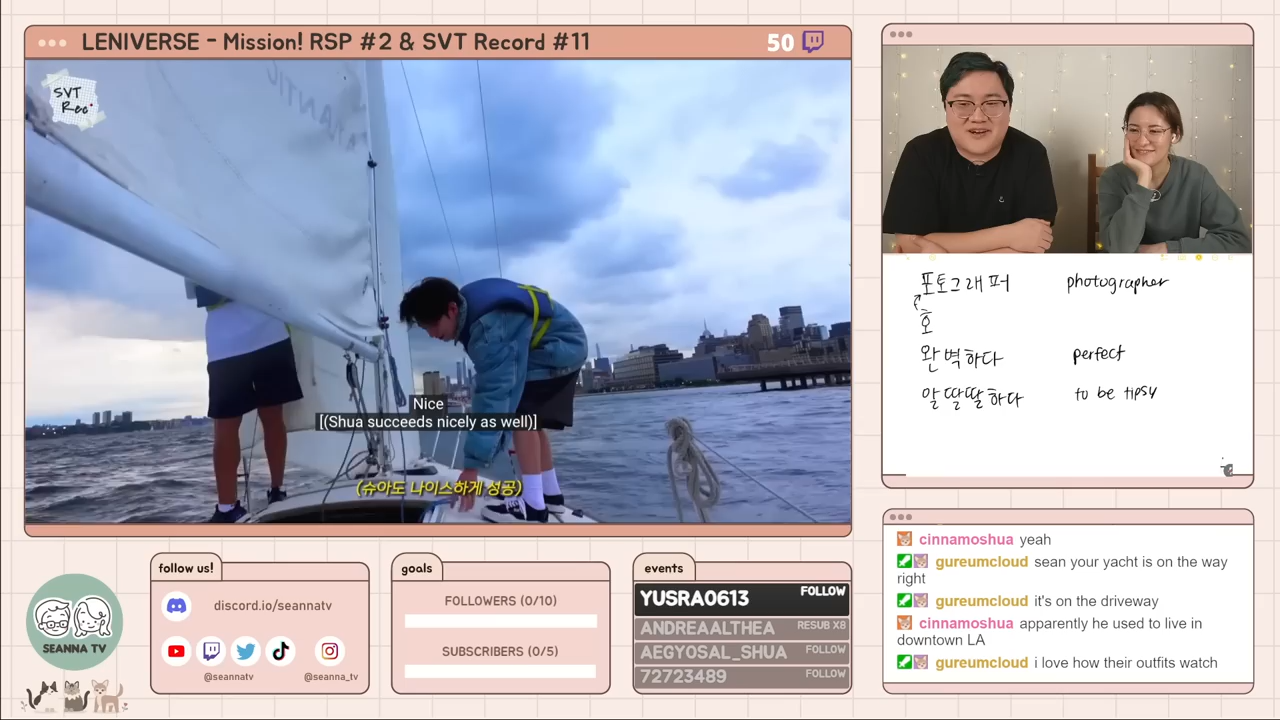 LENIVERSE - Mission! RSP #2 & SVT Record #11
50
SVT
Rec
Nice
[(Shua succeeds nicely as well)]
(슈아도 나이스하게 성공)
포토그래퍼 photographer
호
완벽하다 perfect
알딸딸하다 to be tipsy
cinnamoshua yeah
gureumcloud sean your yacht is on the way
right
gureumcloud it's on the driveway
cinnamoshua apparently he used to live in
downtown LA
gureumcloud i love how their outfits watch
SEANNA TV
follow us!
discord.io/seannatv
@seannatv
@seanna_tv
goals
FOLLOWERS (0/10)
SUBSCRIBERS (0/5)
events
YUSRA0613 FOLLOW
ANDREAALTHEA RESUB X8
AEGYOSAL_SHUA FOLLOW
72723489 FOLLOW